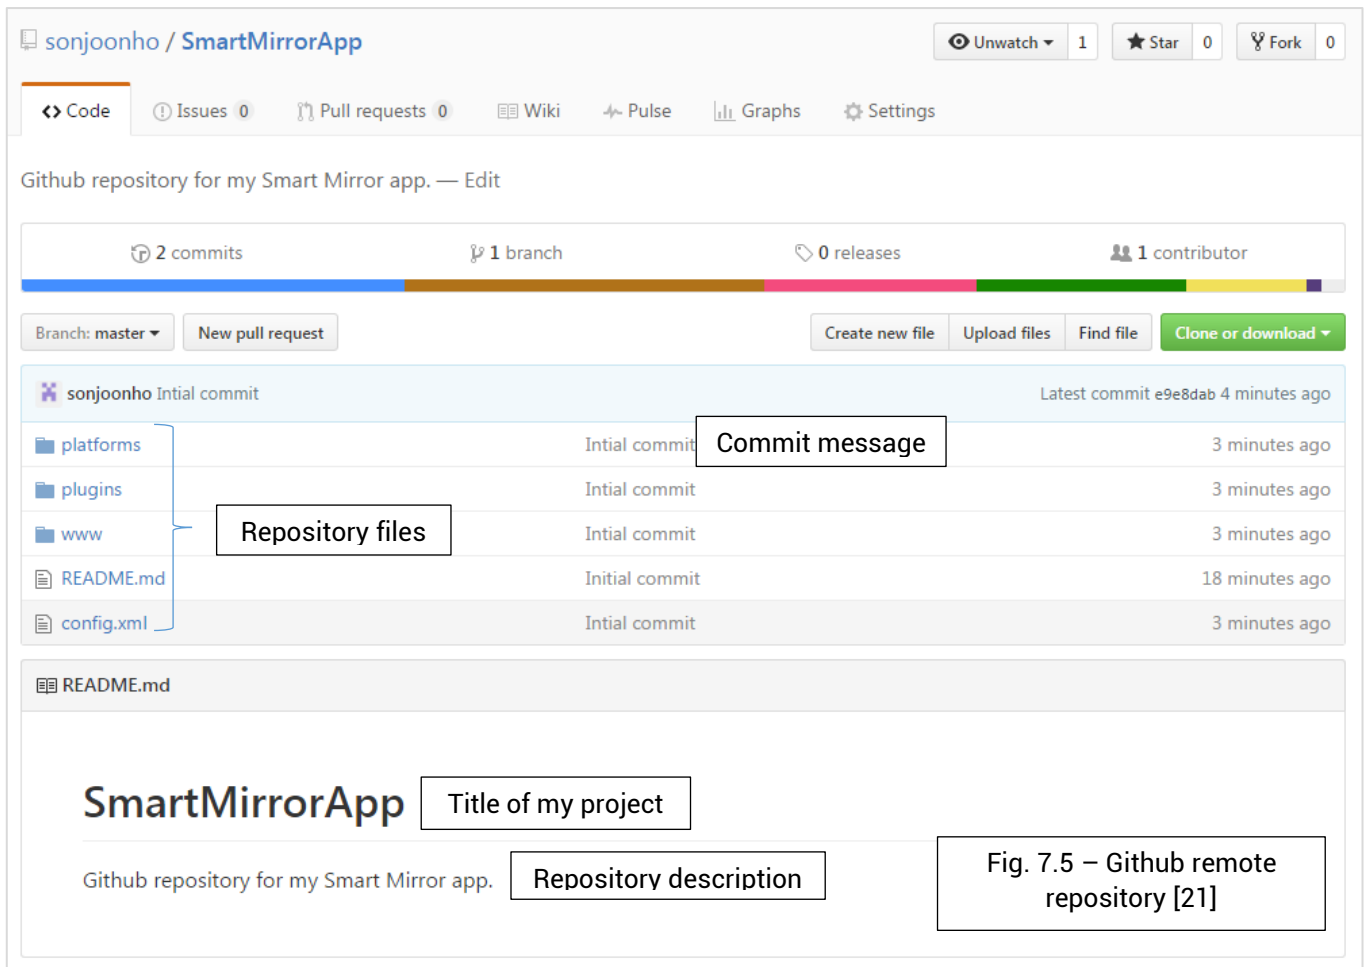 sonjoonho / SmartMirrorApp
Unwatch 1 Star 0 Fork 0
Code Issues 0 Pull requests 0 Wiki Pulse Graphs Settings
Github repository for my Smart Mirror app. — Edit
2 commits 1 branch 0 releases 1 contributor
Branch: master New pull request Create new file Upload files Find file Clone or download
sonjoonho Intial commit Latest commit e9e8dab 4 minutes ago
platforms Intial commit Commit message 3 minutes ago
plugins Intial commit 3 minutes ago
Repository files
www Intial commit 3 minutes ago
README.md Initial commit 18 minutes ago
config.xml Intial commit 3 minutes ago
README.md
SmartMirrorApp Title of my project
Github repository for my Smart Mirror app. Repository description
Fig. 7.5 – Github remote
repository [21]